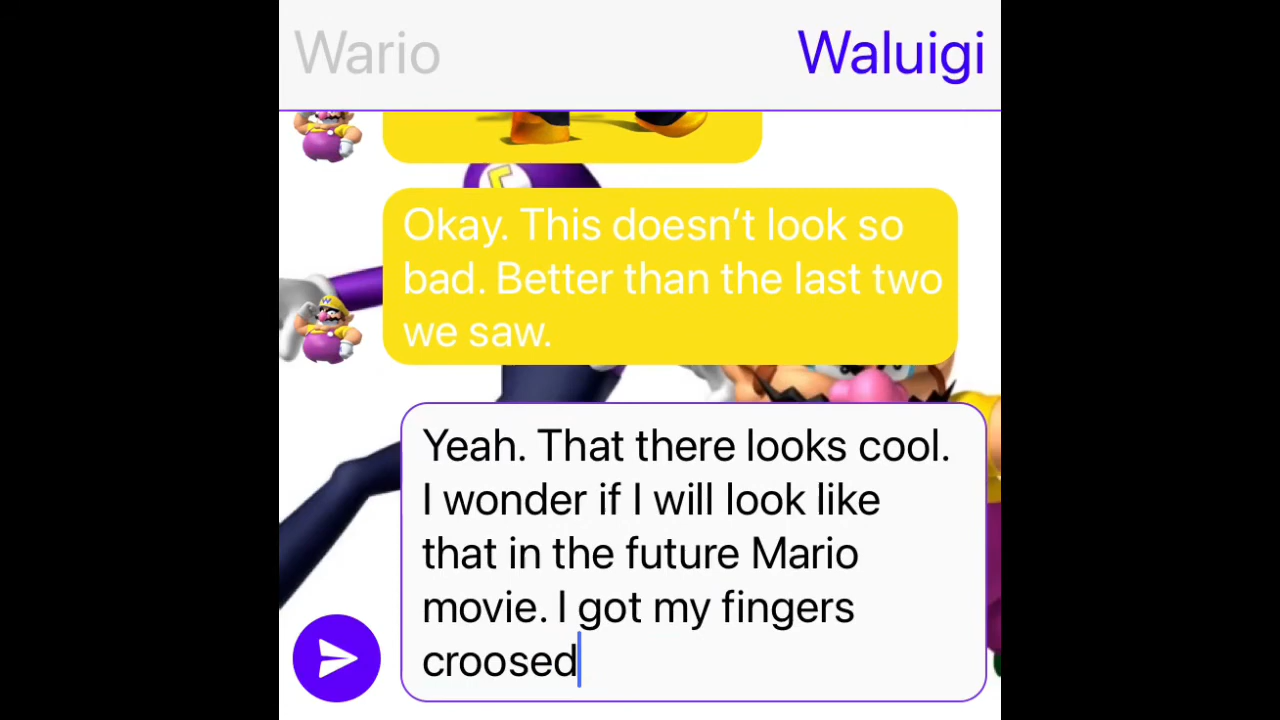 Wario
Waluigi
Okay. This doesn’t look so
bad. Better than the last two
we saw.
Yeah. That there looks cool.
I wonder if I will look like
that in the future Mario
movie. I got my fingers
croosed